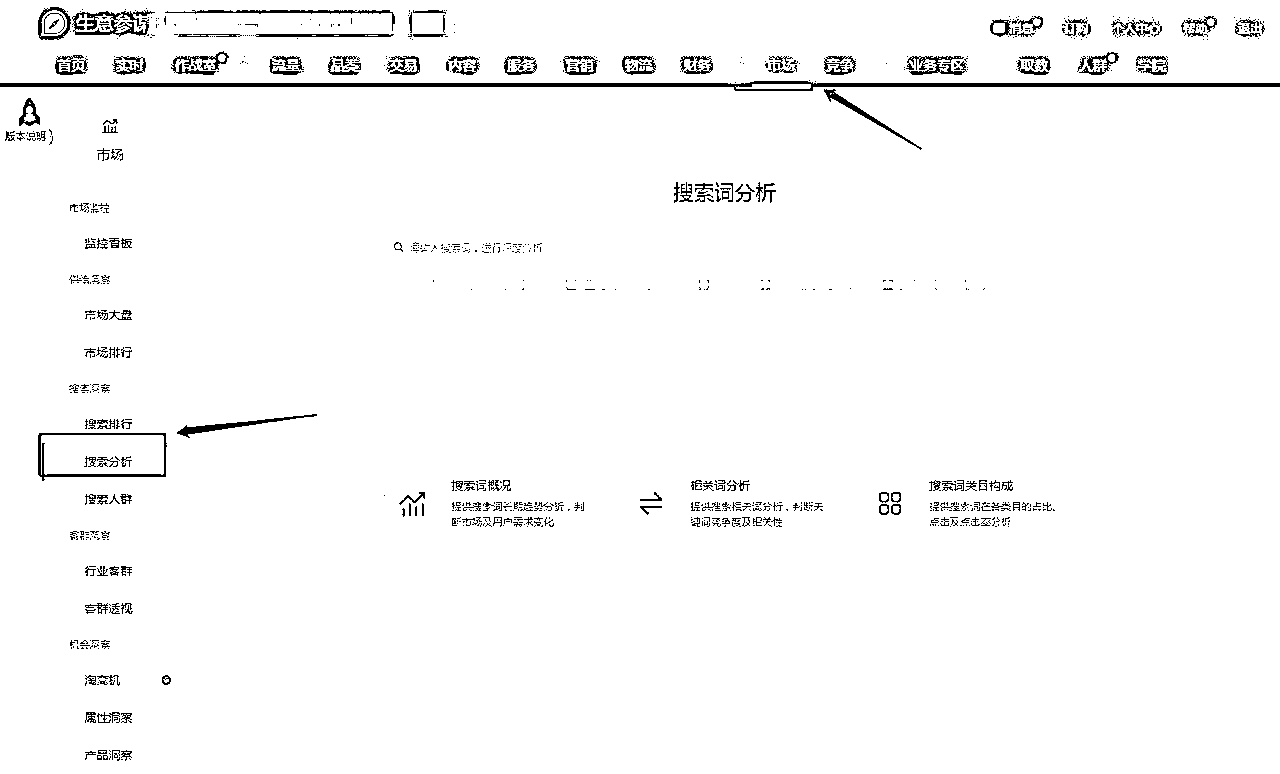 生意参谋
消息 订购 个人中心 帮助 退出
首页 实时 作战室 流量 品类 交易 内容 服务 营销 物流 财务 市场 竞争 业务专区 取数 人群 学院
版本说明
市场
搜索词分析
市场监控
监控看板
请输入搜索词，进行深度分析
供给洞察
市场大盘
市场排行
搜索洞察
搜索排行
搜索分析
搜索人群
搜索词概况
提供搜索词长期趋势分析，判
断市场及用户需求变化
相关词分析
提供搜索相关词分析，判断关
键词竞争度及相关性
搜索词类目构成
提供搜索词在各类目的占比、
点击及点击率分析
客群洞察
行业客群
客群透视
机会洞察
淘商机
属性洞察
产品洞察